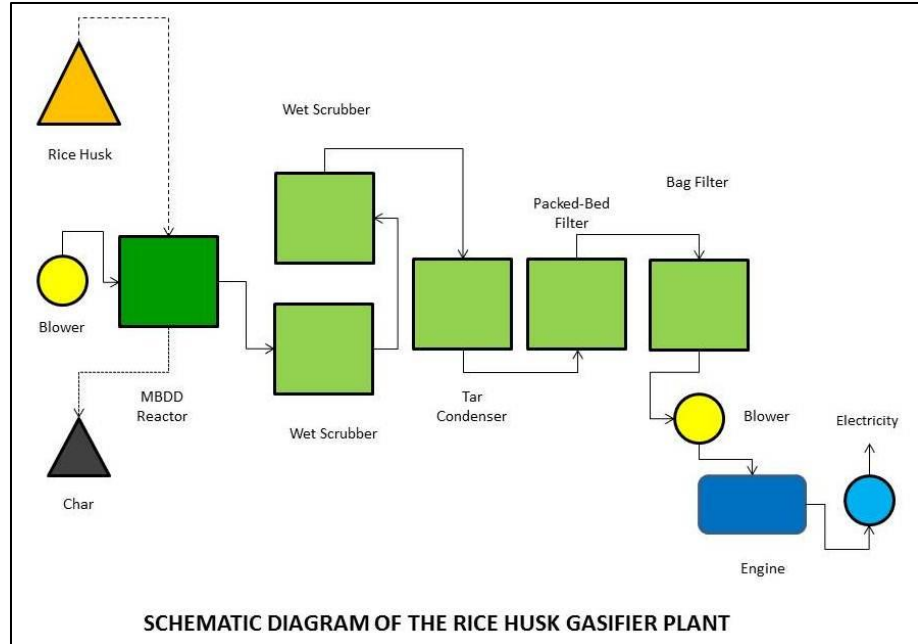 Wet Scrubber
Rice Husk
Bag Filter
Packed-Bed
Filter
Blower
MBDD
Reactor
Tar
Condenser
Wet Scrubber
Blower
Electricity
Char
Engine
SCHEMATIC DIAGRAM OF THE RICE HUSK GASIFIER PLANT